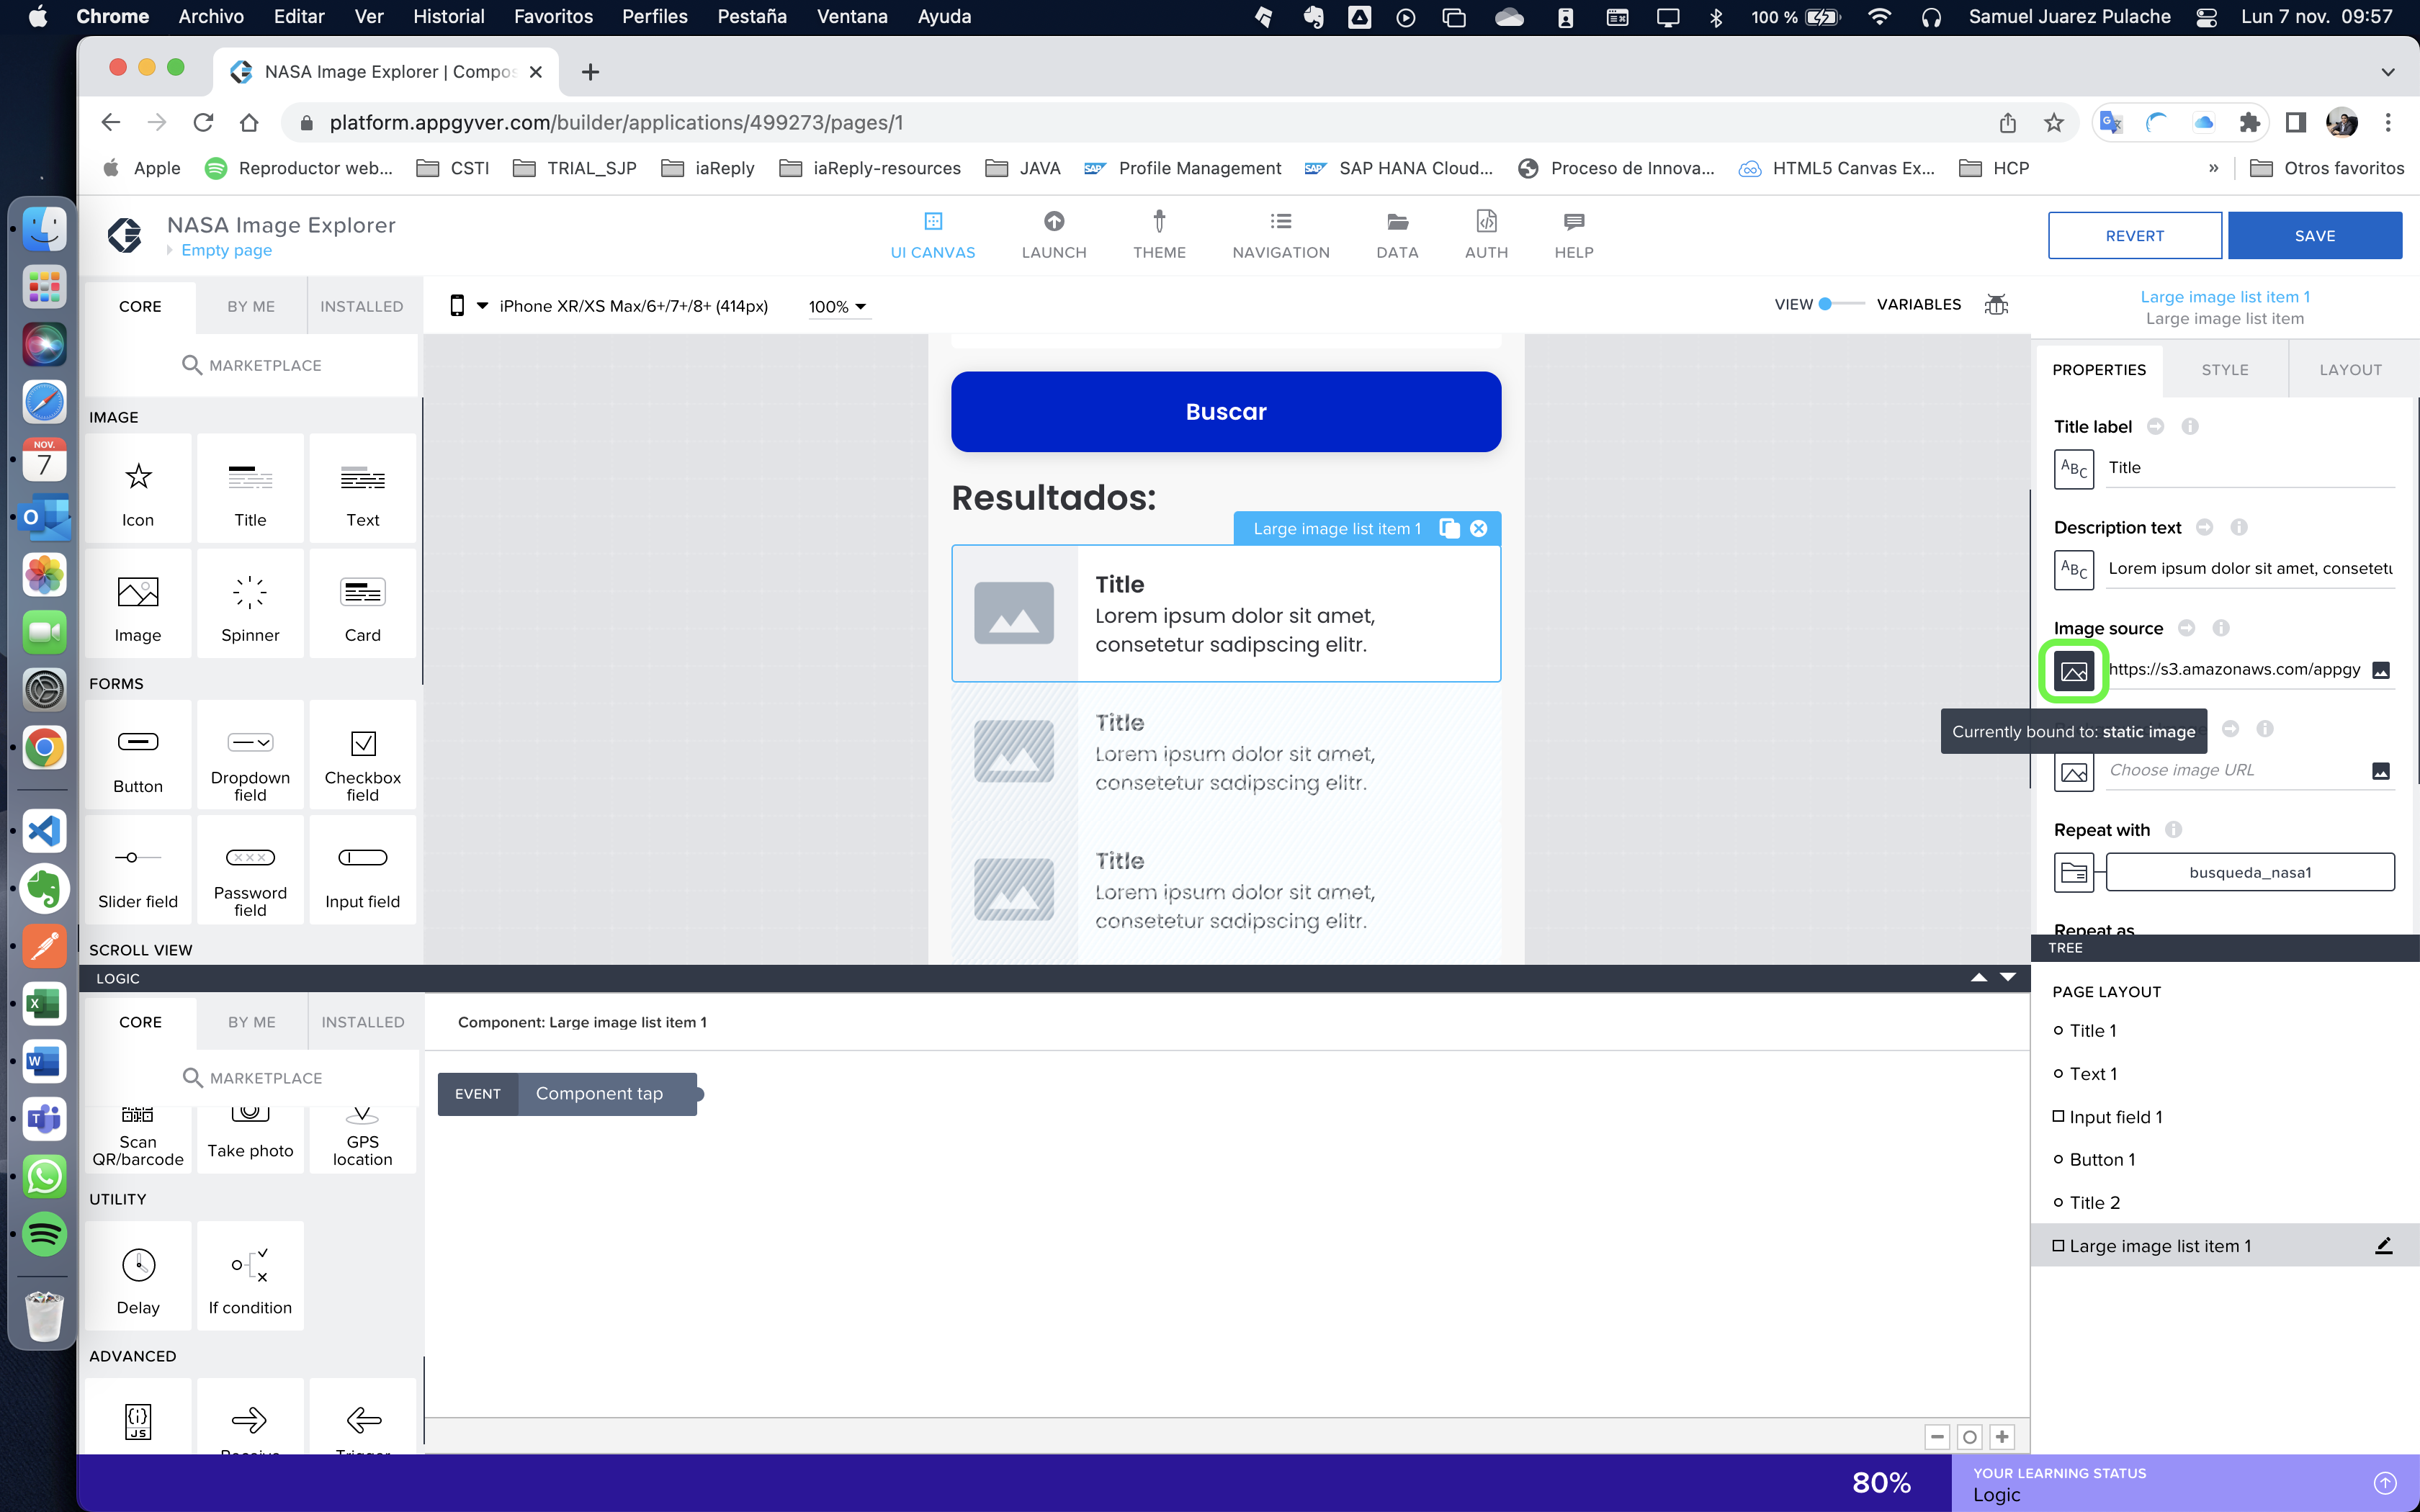 Chrome Archivo Editar Ver Historial Favoritos Perfiles Pestaña Ventana Ayuda 100 % Samuel Juarez Pulache Lun 7 nov. 09:57
NASA Image Explorer | Compos
platform.appgyver.com/builder/applications/499273/pages/1
Apple Reproductor web... CSTI TRIAL_SJP iaReply iaReply-resources JAVA Profile Management SAP HANA Cloud... Proceso de Innova... HTML5 Canvas Ex... HCP » Otros favoritos
NASA Image Explorer
Empty page
UI CANVAS LAUNCH THEME NAVIGATION DATA AUTH HELP
REVERT SAVE
CORE BY ME INSTALLED
iPhone XR/XS Max/6+/7+/8+ (414px) 100%
VIEW VARIABLES
Large image list item 1
Large image list item
MARKETPLACE
IMAGE
Icon Title Text
Image Spinner Card
FORMS
Button Dropdown field Checkbox field
Slider field Password field Input field
SCROLL VIEW
Buscar
Resultados:
Large image list item 1
Title
Lorem ipsum dolor sit amet,
consetetur sadipscing elitr.
Title
Lorem ipsum dolor sit amet,
consetetur sadipscing elitr.
Title
Lorem ipsum dolor sit amet,
consetetur sadipscing elitr.
PROPERTIES STYLE LAYOUT
Title label
ABC Title
Description text
ABC Lorem ipsum dolor sit amet, consetetu
Image source
https://s3.amazonaws.com/appgy
Currently bound to: static image
Choose image URL
Repeat with
busqueda_nasa1
Repeat as
TREE
PAGE LAYOUT
Title 1
Text 1
Input field 1
Button 1
Title 2
Large image list item 1
LOGIC
CORE BY ME INSTALLED
Component: Large image list item 1
MARKETPLACE
EVENT Component tap
Scan QR/barcode Take photo GPS location
UTILITY
Delay If condition
ADVANCED
JS
NOV.
7
80%
YOUR LEARNING STATUS
Logic